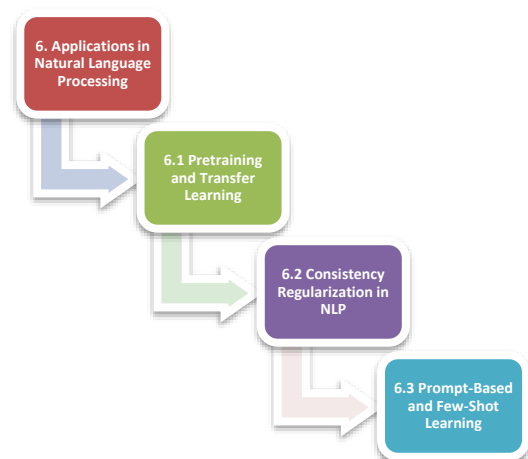 6. Applications in
Natural Language
Processing
6.1 Pretraining
and Transfer
Learning
6.2 Consistency
Regularization in
NLP
6.3 Prompt-Based
and Few-Shot
Learning